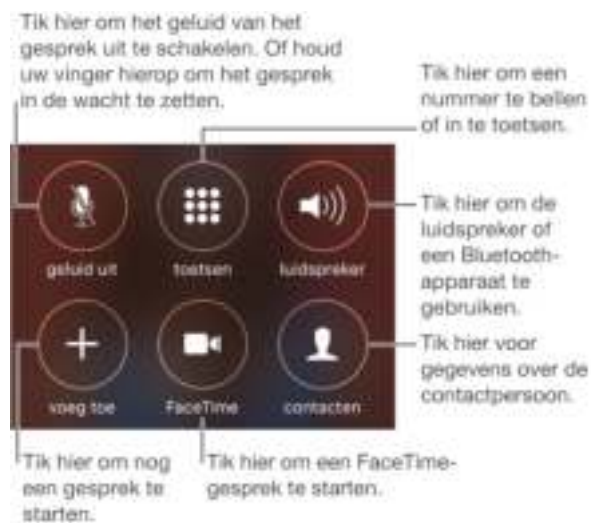 Tik hier om het geluid van het
gesprek uit te schakelen. Of houd
uw vinger hierop om het gesprek
in de wacht te zetten.
Tik hier om een
nummer te bellen
of in te toetsen.
geluid uit
toetsen
luidspreker
Tik hier om de
luidspreker of
een Bluetooth-
apparaat te
gebruiken.
voeg toe
FaceTime
contacten
Tik hier voor
gegevens over de
contactpersoon.
Tik hier om nog
een gesprek te
starten.
Tik hier om een FaceTime-
gesprek te starten.